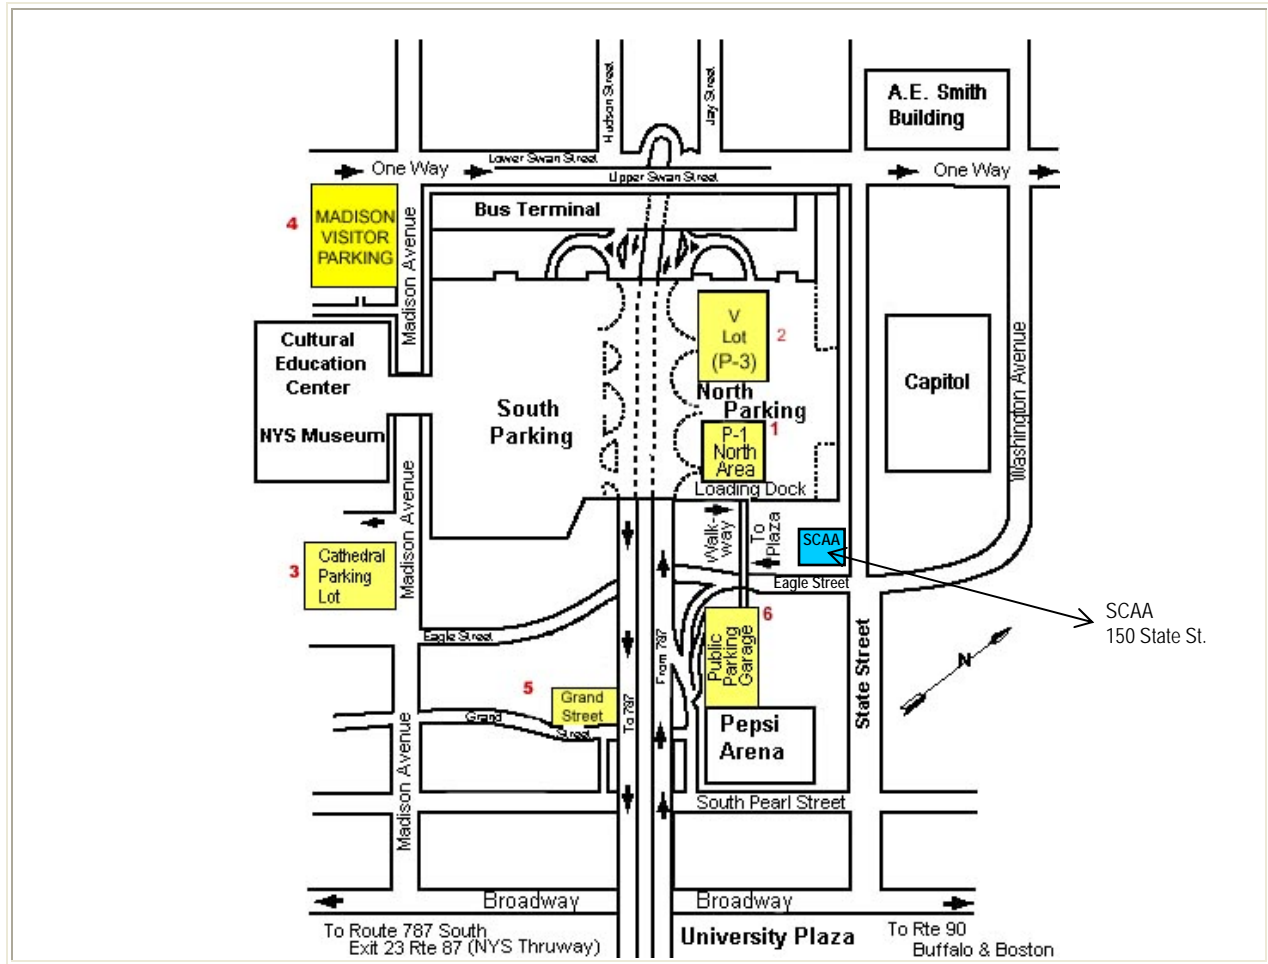 Hudson Street
Jay Street
A.E. Smith
Building
One Way
Lower Swan Street
Upper Swan Street
One Way
4
MADISON
VISITOR
PARKING
Madison Avenue
Bus Terminal
V
Lot
(P-3)
2
Cultural
Education
Center
NYS Museum
South
Parking
North
Parking
1
P-1
North
Area
Loading Dock
Capitol
Washington Avenue
Madison Avenue
Walk-
way
To
Plaza
SCAA
3
Cathedral
Parking
Lot
Eagle Street
SCAA
150 State St.
Eagle Street
6
Public
Parking
Garage
From 787
To 787
N
State Street
5
Grand
Street
Grand
Street
Pepsi
Arena
Madison Avenue
South Pearl Street
Broadway
Broadway
To Route 787 South
Exit 23 Rte 87 (NYS Thruway)
University Plaza
To Rte 90
Buffalo & Boston